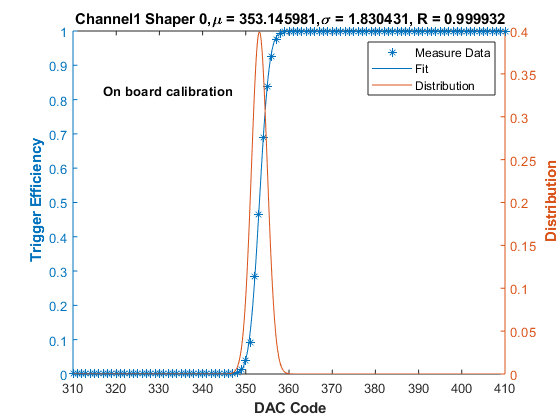 Channel1 Shaper 0,μ = 353.145981,σ = 1.830431, R = 0.999932
1
0.9
0.8
0.7
0.6
0.5
0.4
0.3
0.2
0.1
0
Trigger Efficiency
On board calibration
Measure Data
Fit
Distribution
0.4
0.35
0.3
0.25
0.2
0.15
0.1
0.05
0
Distribution
310 320 330 340 350 360 370 380 390 400 410
DAC Code